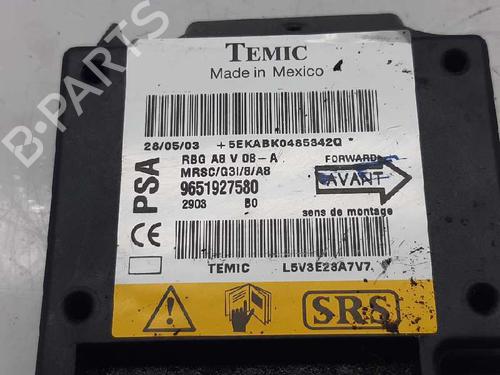 TEMIC
Made in Mexico
28/05/03 +5EKABK0485342Q *
PSA
RBG A8 V 08-A
MRSC/G3I/8/A8
9651927580
2903 B0
FORWARD
AVANT
sens de montage
CE
TEMIC L5V3E28A7V7
SRS
B-PARTS